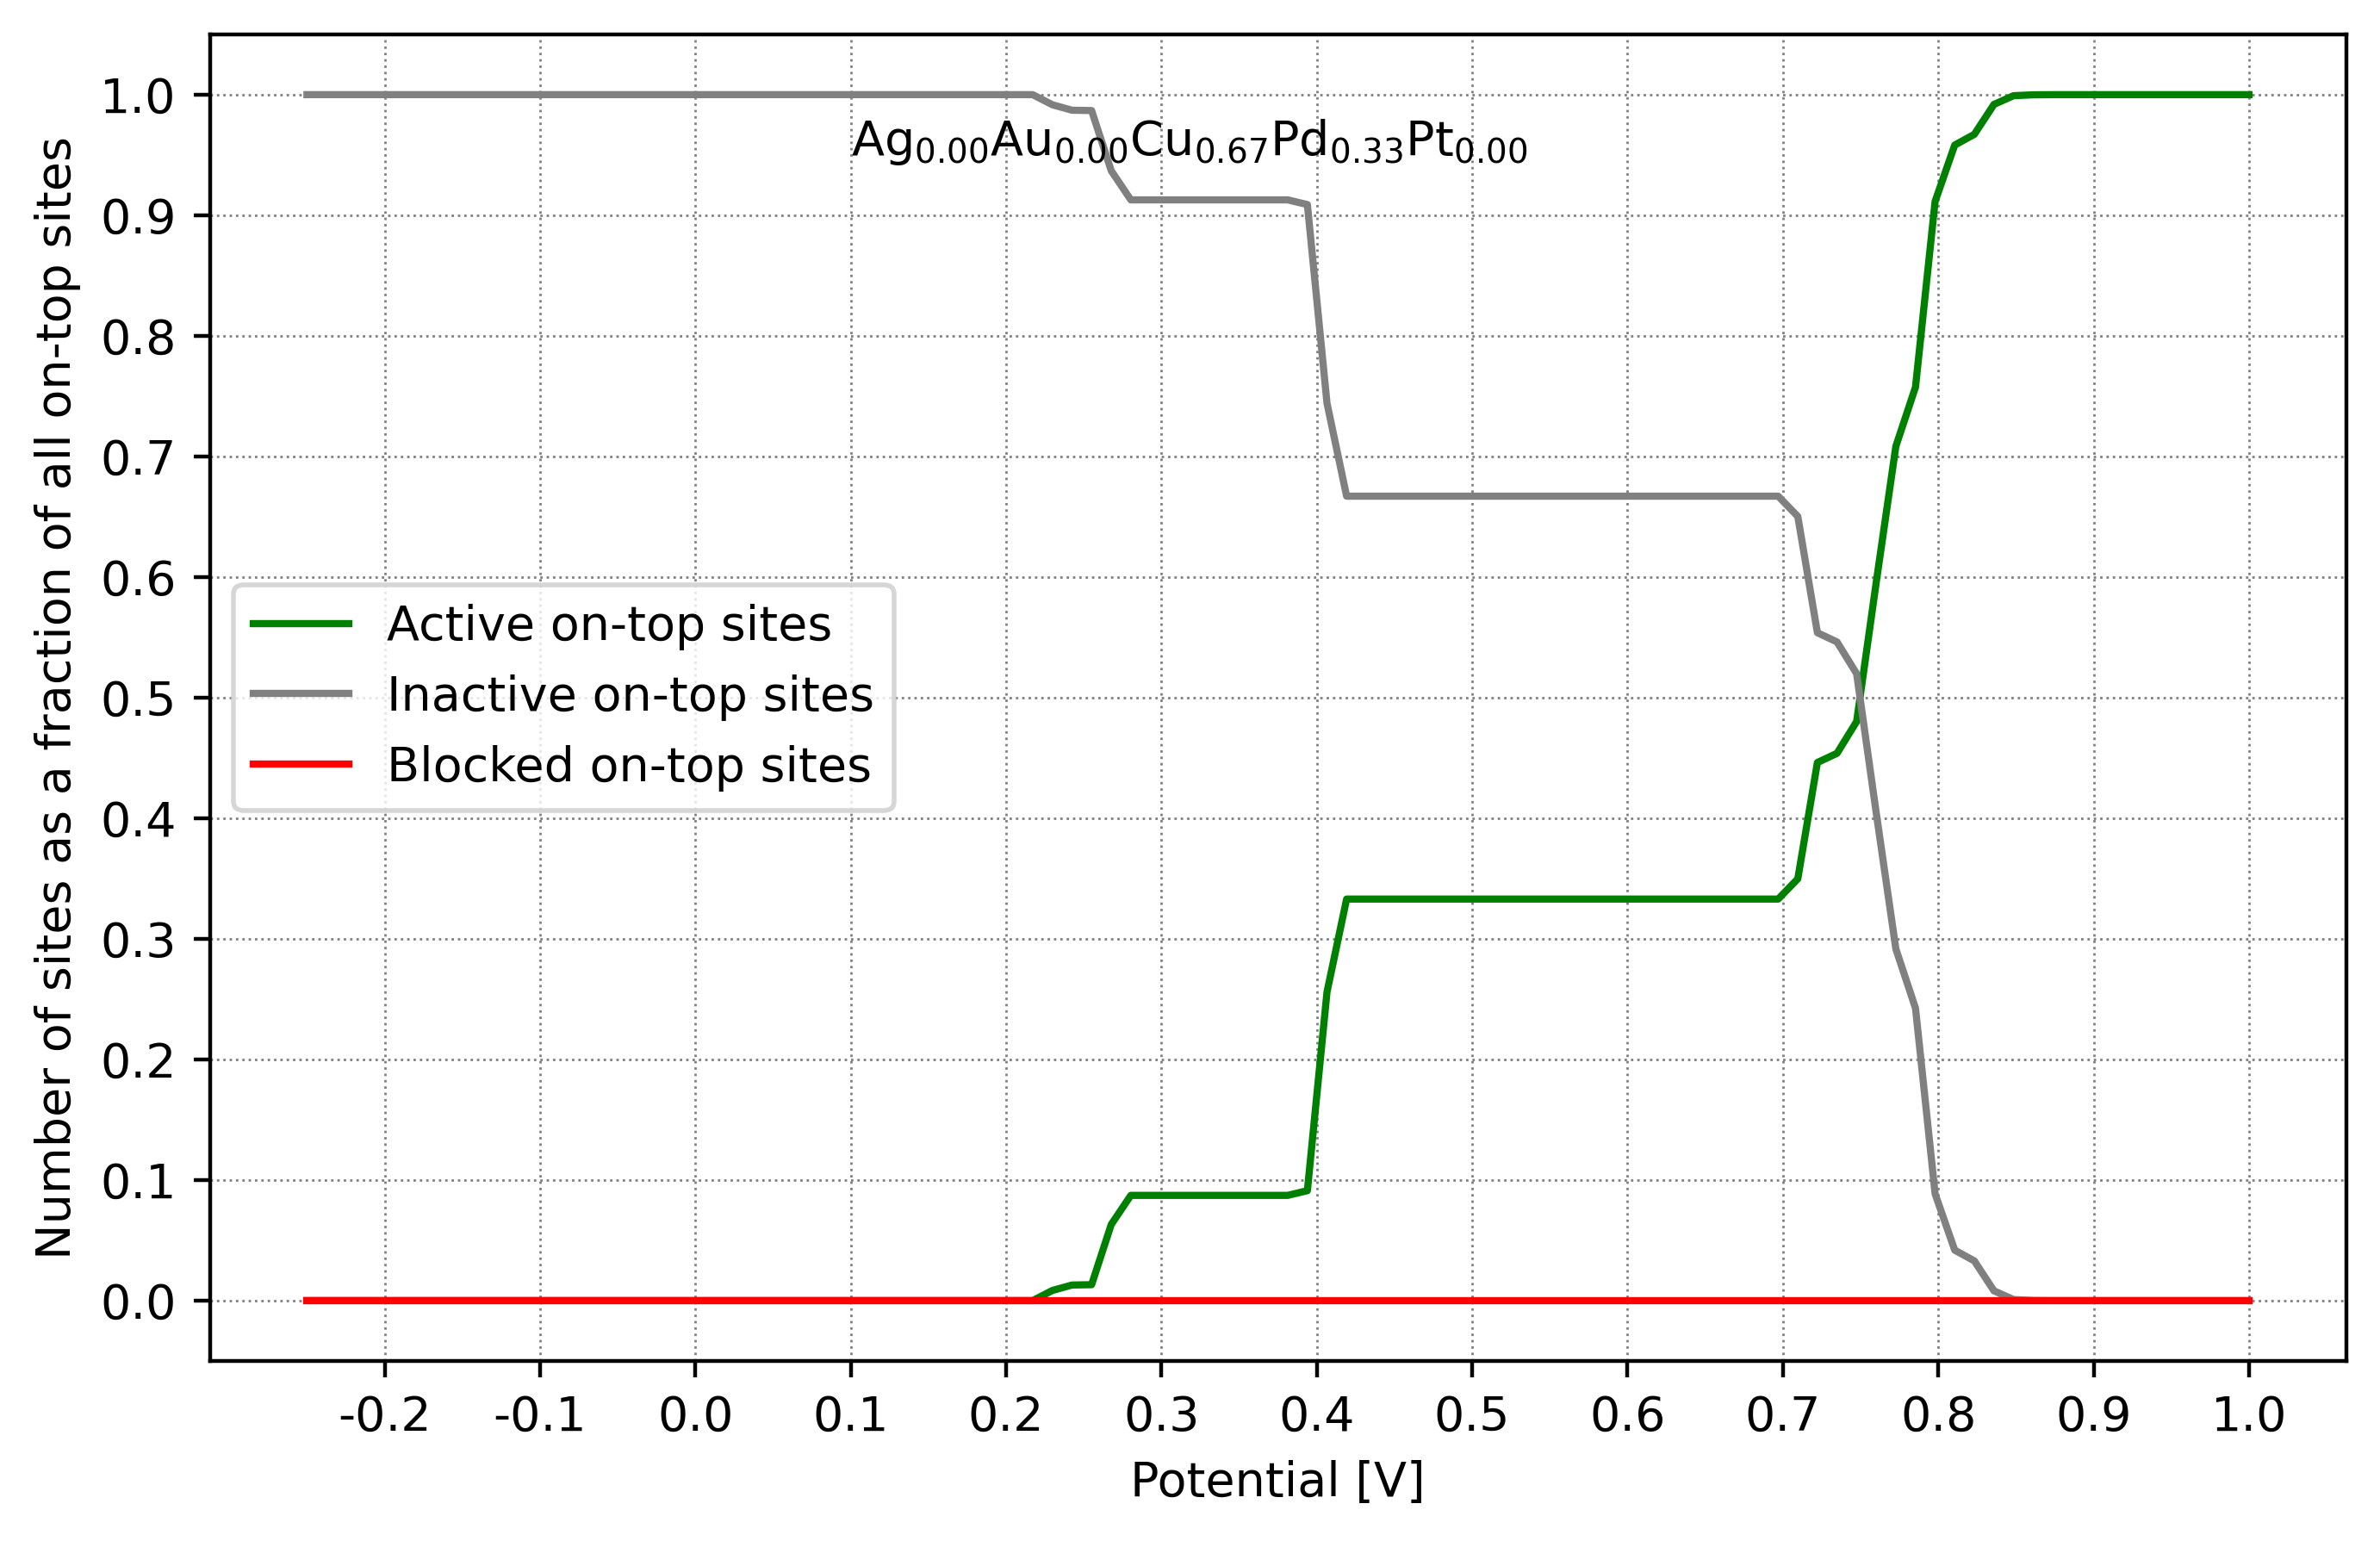 Ag0.00Au0.00Cu0.67Pd0.33Pt0.00
Number of sites as a fraction of all on-top sites
1.0
0.9
0.8
0.7
0.6
0.5
0.4
0.3
0.2
0.1
0.0
Active on-top sites
Inactive on-top sites
Blocked on-top sites
-0.2 -0.1 0.0 0.1 0.2 0.3 0.4 0.5 0.6 0.7 0.8 0.9 1.0
Potential [V]